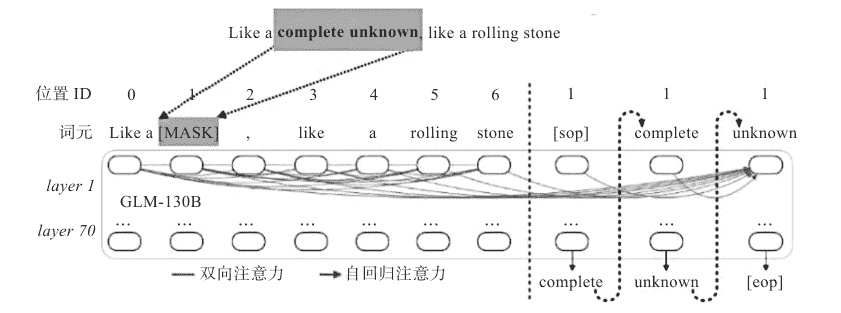 Like a complete unknown, like a rolling stone
位置 ID 0 1 2 3 4 5 6 1 1 1
词元 Like a [MASK] , like a rolling stone [sop] complete unknown
layer 1
GLM-130B
... ... ... ... ... ... ... ... ... ...
layer 70
双向注意力 自回归注意力
complete unknown [eop]